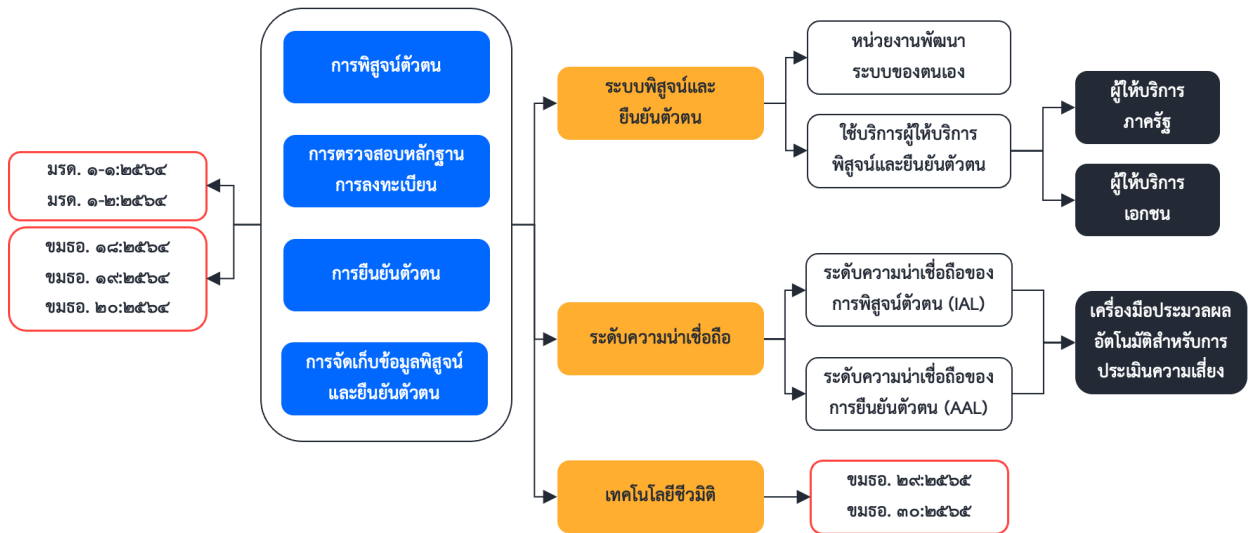 มรด. ๑-๑:๒๕๖๔
มรด. ๑-๒:๒๕๖๔
ขมธอ. ๑๘:๒๕๖๔
ขมธอ. ๑๙:๒๕๖๔
ขมธอ. ๒๐:๒๕๖๔
การพิสูจน์ตัวตน
การตรวจสอบหลักฐาน
การลงทะเบียน
การยืนยันตัวตน
การจัดเก็บข้อมูลพิสูจน์
และยืนยันตัวตน
ระบบพิสูจน์และ
ยืนยันตัวตน
หน่วยงานพัฒนา
ระบบของตนเอง
ใช้บริการผู้ให้บริการ
พิสูจน์และยืนยันตัวตน
ผู้ให้บริการ
ภาครัฐ
ผู้ให้บริการ
เอกชน
ระดับความน่าเชื่อถือ
ระดับความน่าเชื่อถือของ
การพิสูจน์ตัวตน (IAL)
ระดับความน่าเชื่อถือของ
การยืนยันตัวตน (AAL)
เครื่องมือประมวลผล
อัตโนมัติสำหรับการ
ประเมินความเสี่ยง
เทคโนโลยีชีวมิติ
ขมธอ. ๒๙:๒๕๖๕
ขมธอ. ๓๐:๒๕๖๕